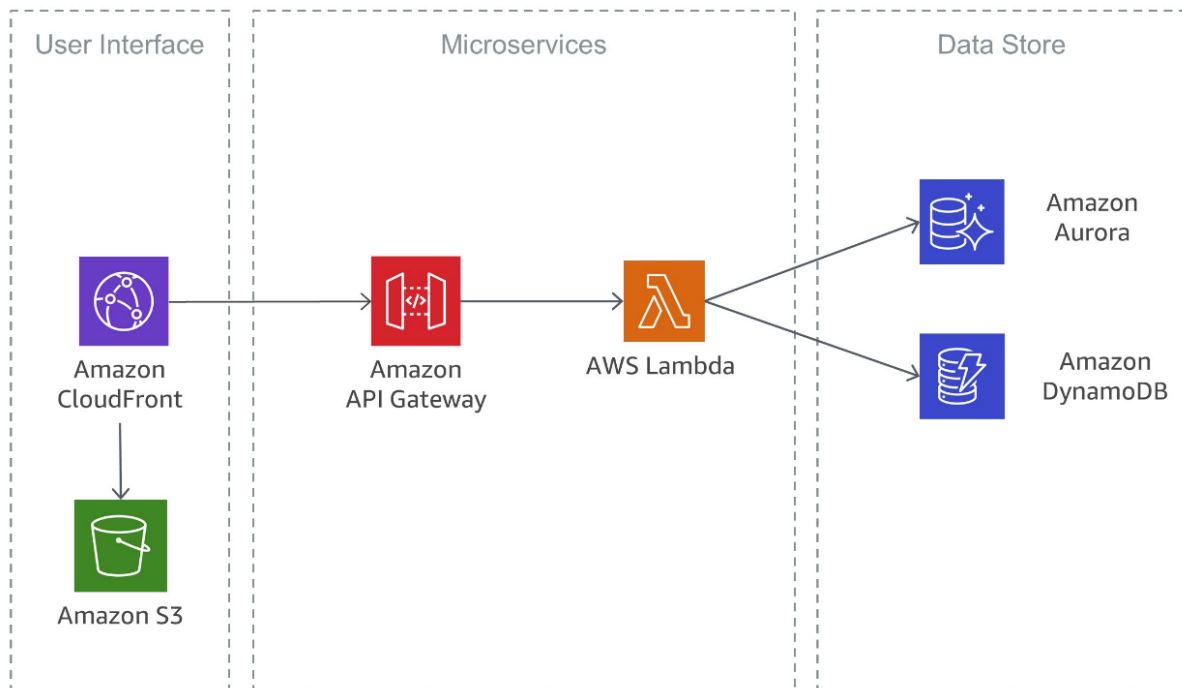 User Interface
Microservices
Data Store
Amazon
CloudFront
Amazon S3
</>
Amazon
API Gateway
AWS Lambda
Amazon
Aurora
Amazon
DynamoDB